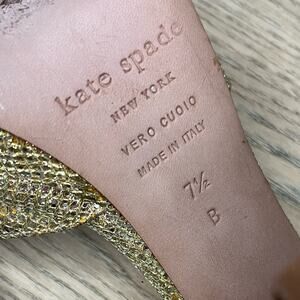 kate spade
NEW YORK
VERO CUOIO
MADE IN ITALY
7½
B